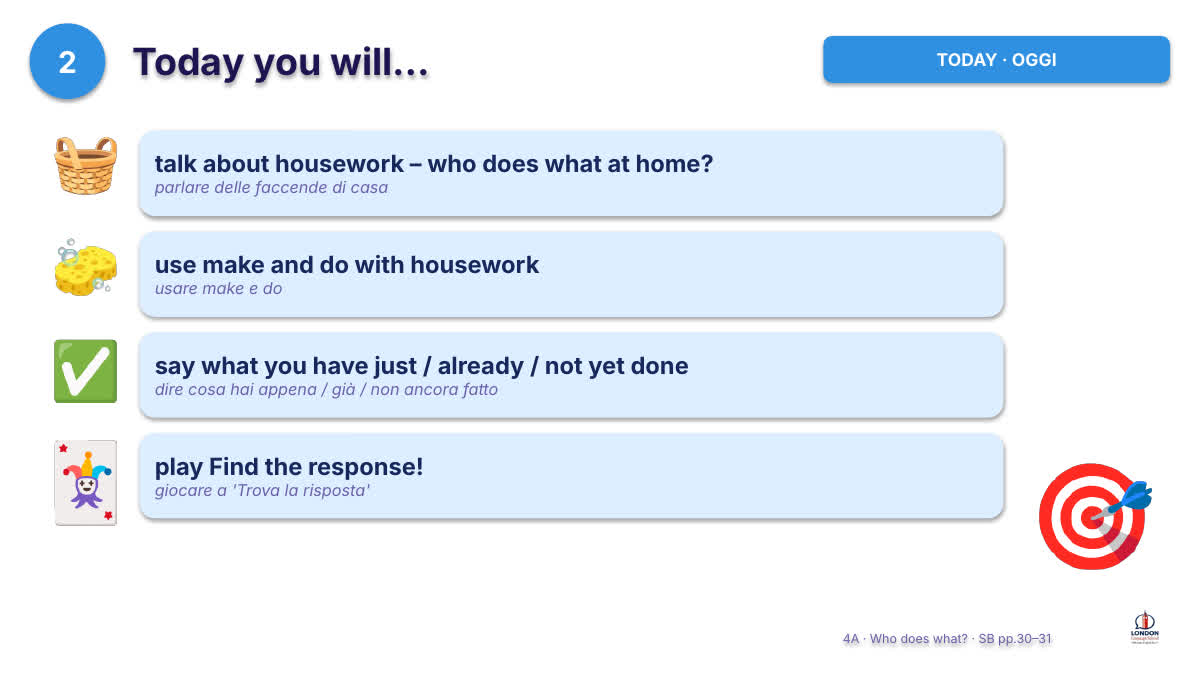 2
Today you will…
TODAY · OGGI
talk about housework – who does what at home?
parlare delle faccende di casa
use make and do with housework
usare make e do
say what you have just / already / not yet done
dire cosa hai appena / già / non ancora fatto
play Find the response!
giocare a 'Trova la risposta'
4A · Who does what? · SB pp.30–31
LONDON